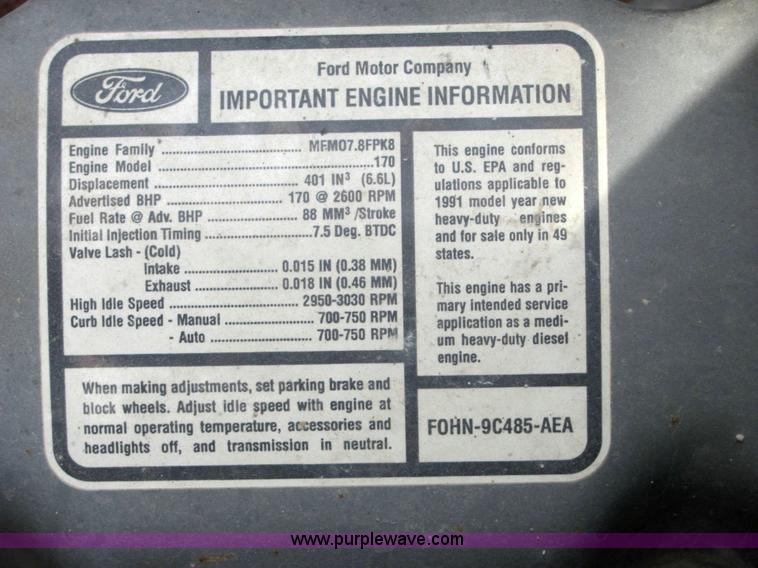 Ford
Ford Motor Company
IMPORTANT ENGINE INFORMATION
Engine Family .......................................... MFM07.8FPK8
Engine Model ...............................................170
Displacement ........................ 401 IN³ (6.6L)
Advertised BHP ........................ 170 @ 2600 RPM
Fuel Rate @ Adv. BHP .................. 88 MM³ /Stroke
Initial Injection Timing ......................7.5 Deg. BTDC
Valve Lash - (Cold)
Intake .......................... 0.015 IN (0.38 MM)
Exhaust ........................ 0.018 IN (0.46 MM)
High Idle Speed ........................... 2950-3030 RPM
Curb Idle Speed - Manual ................... 700-750 RPM
- Auto ...................... 700-750 RPM
This engine conforms
to U.S. EPA and reg-
ulations applicable to
1991 model year new
heavy-duty engines
and for sale only in 49
states.
This engine has a pri-
mary intended service
application as a medi-
um heavy-duty diesel
engine.
When making adjustments, set parking brake and
block wheels. Adjust idle speed with engine at
normal operating temperature, accessories and
headlights off, and transmission in neutral.
FOHN-9C485-AEA
www.purplewave.com